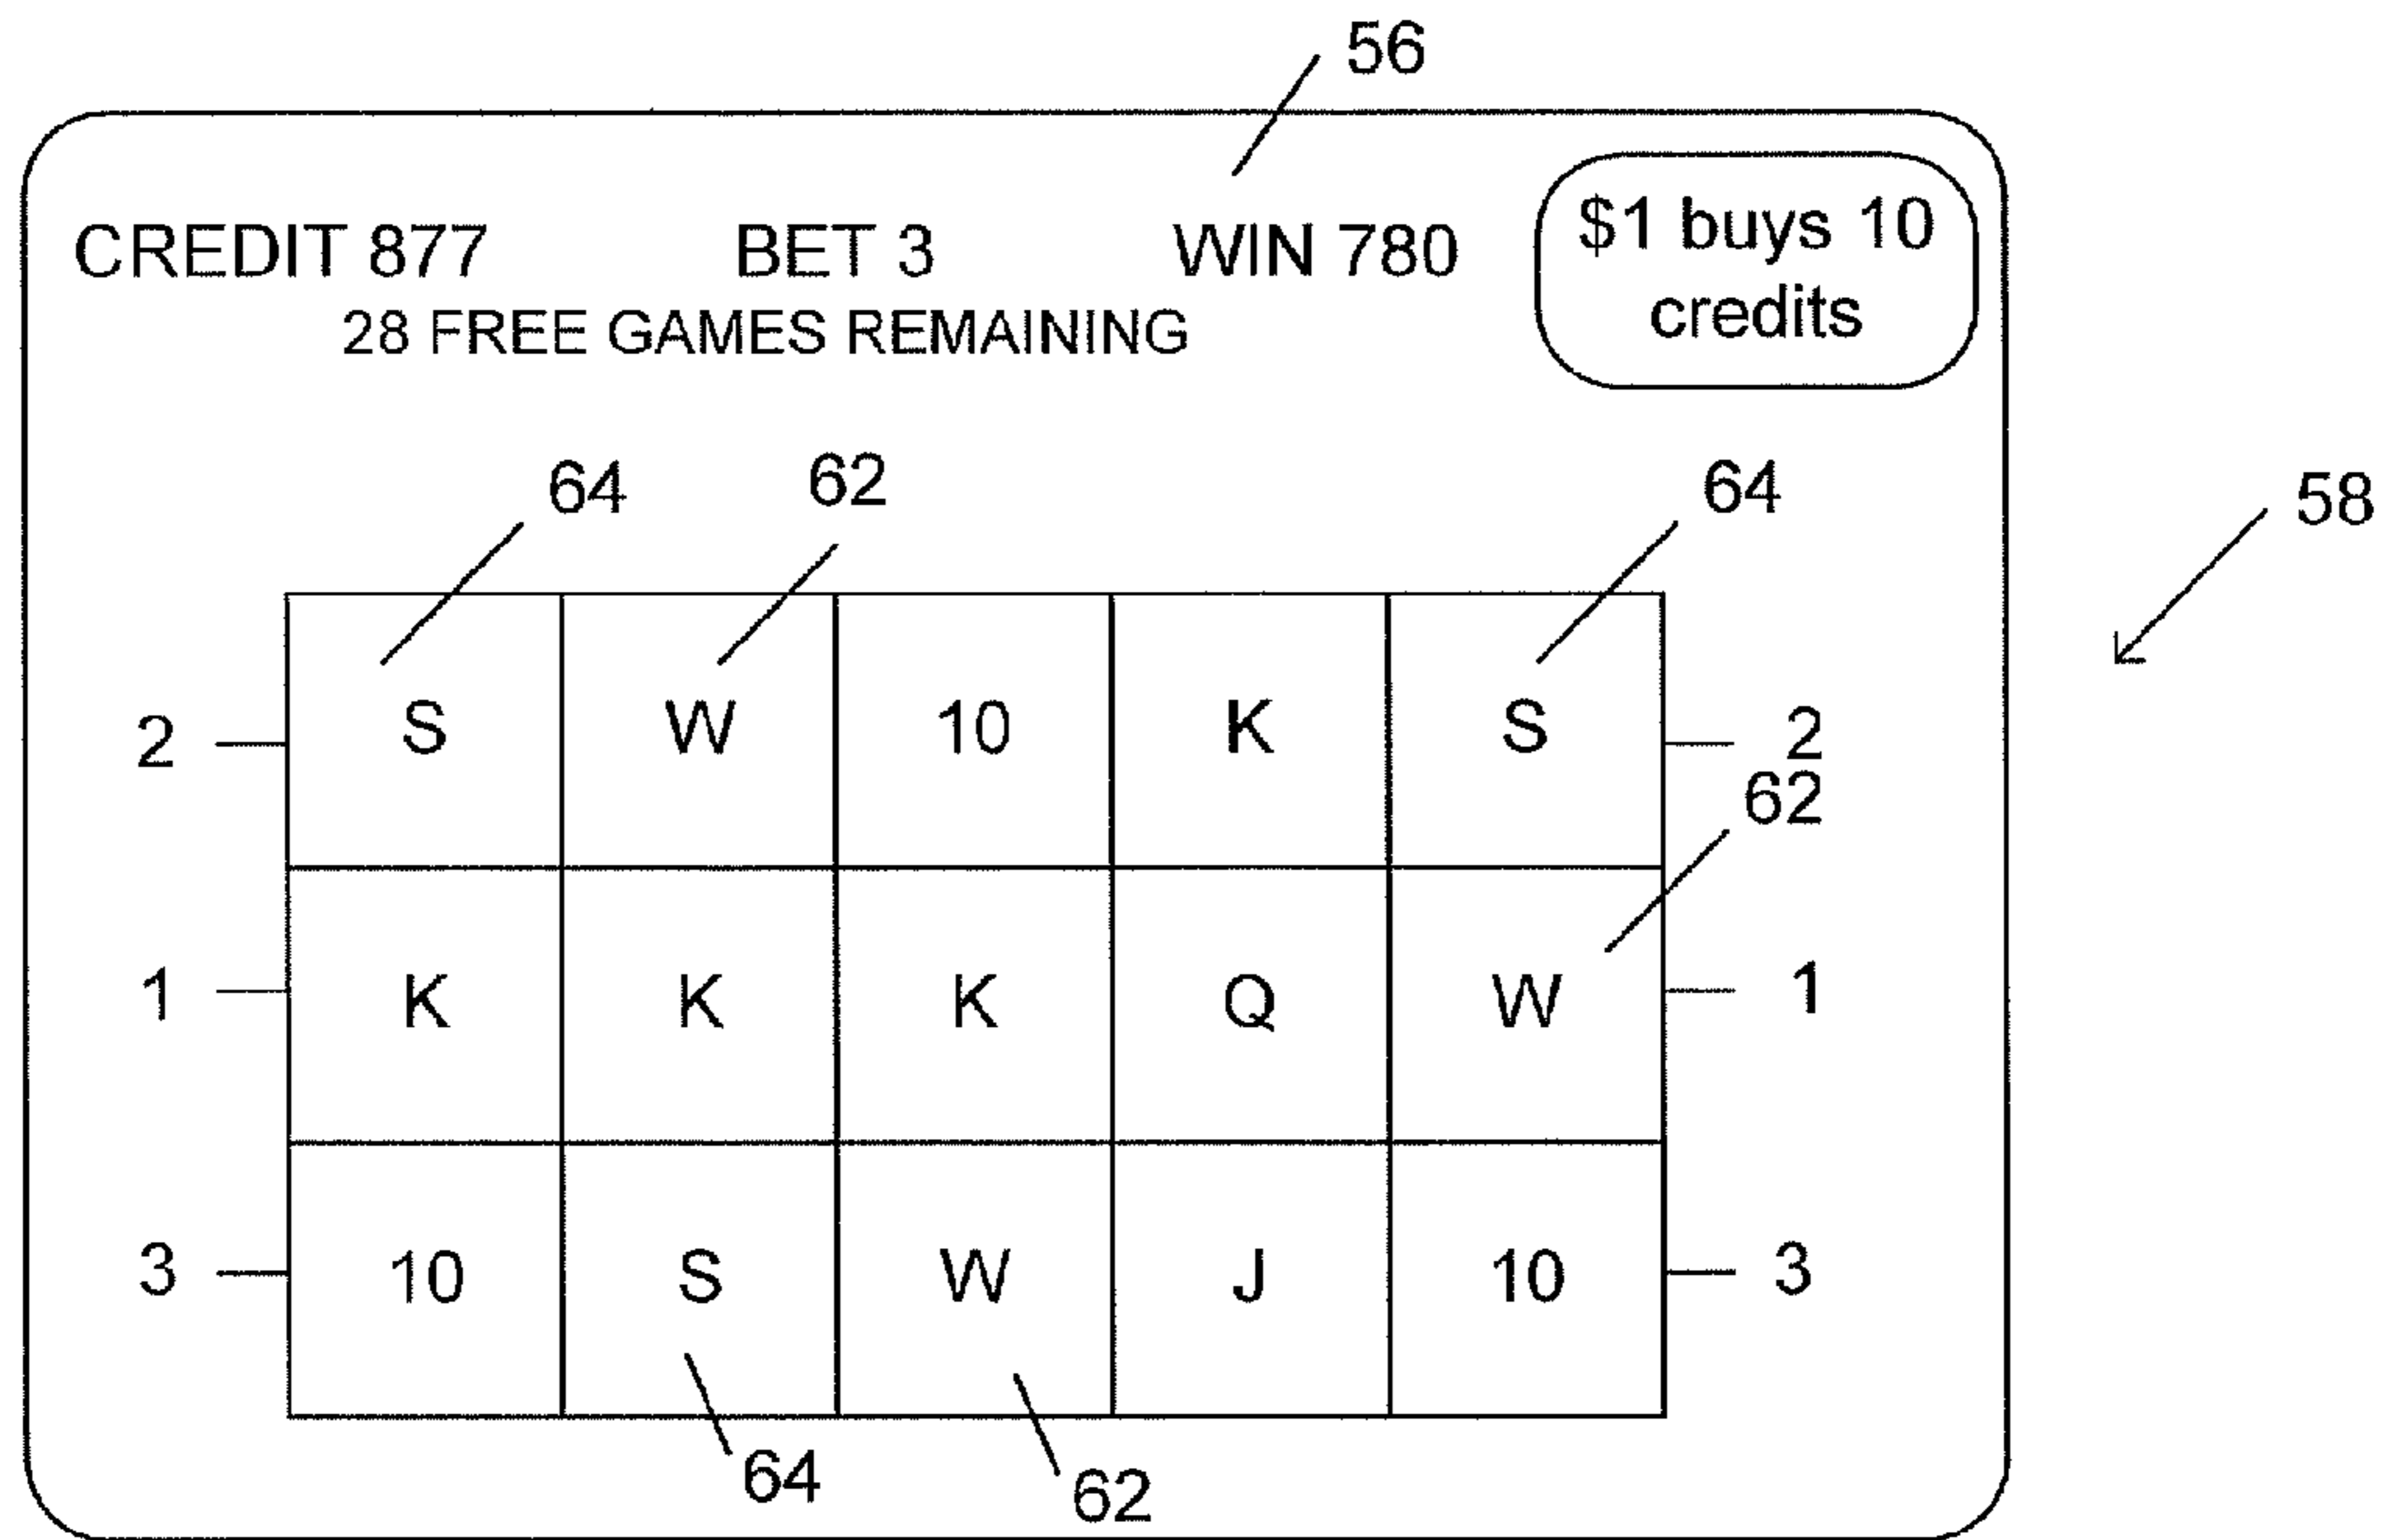 56
$1 buys 10
credits
CREDIT 877 BET 3 WIN 780
28 FREE GAMES REMAINING
64 62 64 58
2 S W 10 K S 2
62
1 K K K Q W 1
3 10 S W J 10 3
64 62